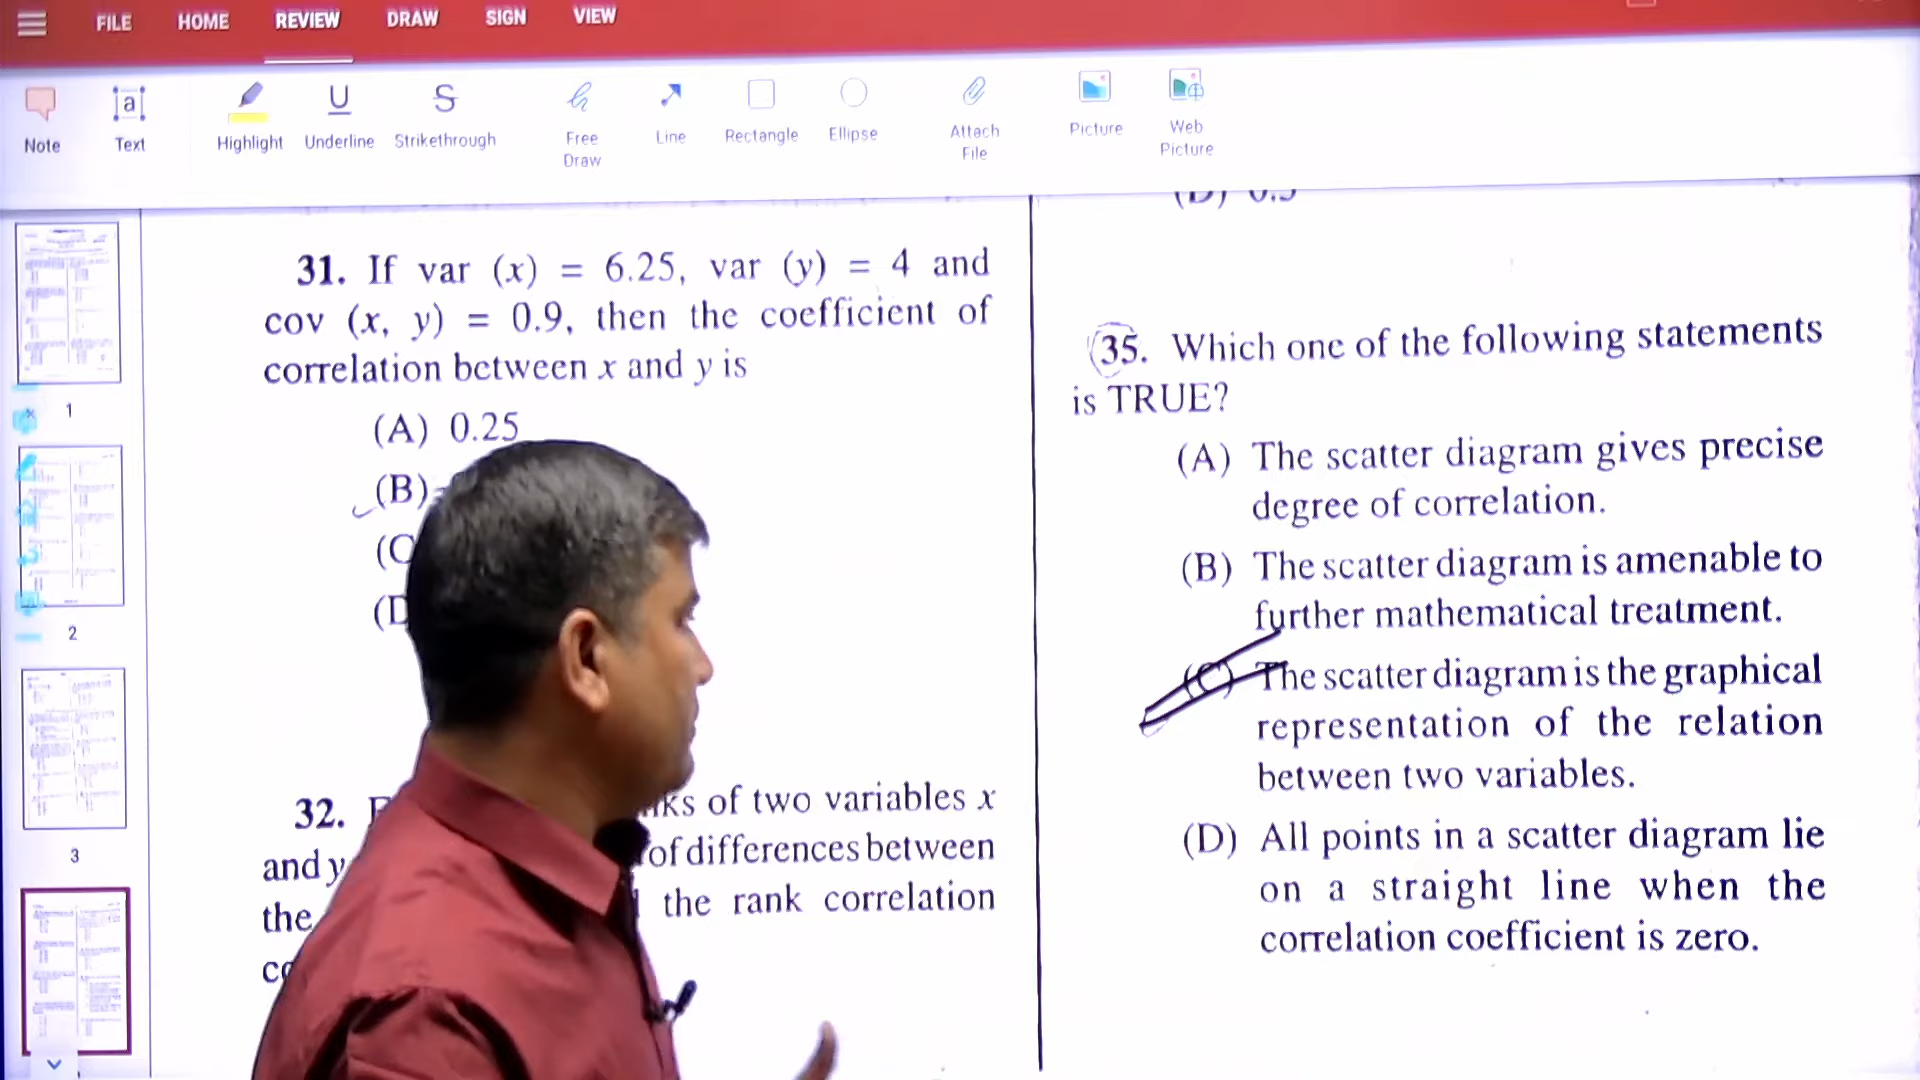 FILE HOME REVIEW DRAW SIGN VIEW
Note Text Highlight Underline Strikethrough Free Draw Line Rectangle Ellipse Attach File Picture Web Picture
1
2
3
31. If var (x) = 6.25, var (y) = 4 and
cov (x, y) = 0.9, then the coefficient of
correlation between x and y is
(A) 0.25
(B)
32.
of two variables x
and y of differences between
the the rank correlation
35. Which one of the following statements
is TRUE?
(A) The scatter diagram gives precise
degree of correlation.
(B) The scatter diagram is amenable to
further mathematical treatment.
(C) The scatter diagram is the graphical
representation of the relation
between two variables.
(D) All points in a scatter diagram lie
on a straight line when the
correlation coefficient is zero.